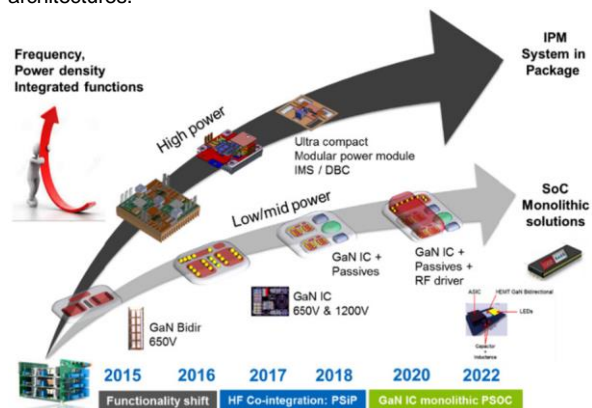 architectures.
Frequency,
Power density
Integrated functions
IPM
System in
Package
High power
Ultra compact
Modular power module
IMS / DBC
Low/mid power
SoC
Monolithic
solutions
GaN IC +
Passives
GaN IC +
Passives +
RF driver
GaN Bidir
650V
GaN IC
650V & 1200V
ASIC
HEMT GaN Bidirectional
LEDs
Capacitor
+
Inductance
2015 2016 2017 2018 2020 2022
Functionality shift HF Co-integration: PSiP GaN IC monolithic PSOC